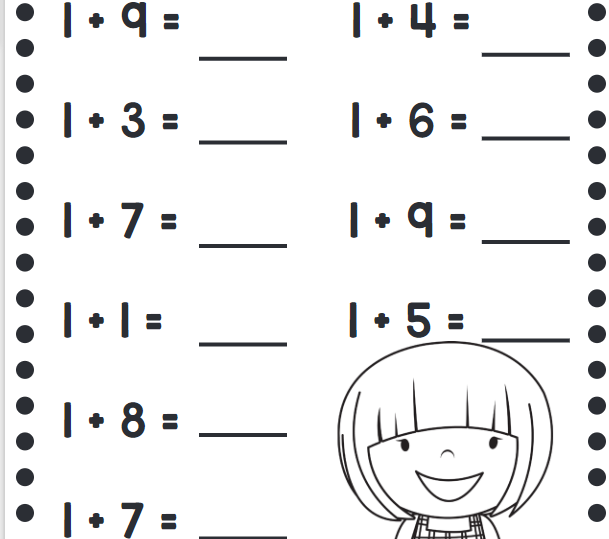 1 + 9 = ____
1 + 3 = ____
1 + 7 = ____
1 + 1 = ____
1 + 8 = ____
1 + 7 = ____
1 + 4 = ____
1 + 6 = ____
1 + 9 = ____
1 + 5 = ____